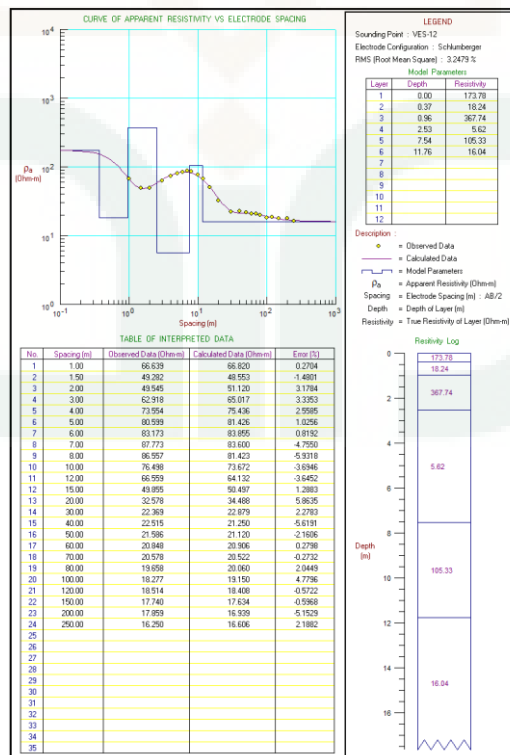 CURVE OF APPARENT RESISTIVITY VS ELECTRODE SPACING
10⁴
10³
10²
10¹
10⁰
ρa
(Ohm-m)
10⁻¹ 10⁰ 10¹ 10² 10³
Spacing (m)
TABLE OF INTERPRETED DATA
No. Spacing (m) Observed Data (Ohm-m) Calculated Data (Ohm-m) Error (%)
1 1.00 66.639 66.820 0.2704
2 1.50 49.282 48.553 -1.4801
3 2.00 49.545 51.120 3.1784
4 3.00 62.918 65.017 3.3353
5 4.00 73.554 75.436 2.5585
6 5.00 80.599 81.426 1.0256
7 6.00 83.173 83.855 0.8192
8 7.00 87.773 83.600 -4.7550
9 8.00 86.557 81.423 -5.9318
10 10.00 76.498 73.672 -3.6946
11 12.00 66.559 64.132 -3.6452
12 15.00 49.855 50.497 1.2883
13 20.00 32.578 34.488 5.8635
14 30.00 22.369 22.879 2.2783
15 40.00 22.515 21.250 -5.6191
16 50.00 21.586 21.120 -2.1606
17 60.00 20.848 20.906 0.2798
18 70.00 20.578 20.522 -0.2732
19 80.00 19.658 20.060 2.0449
20 100.00 18.277 19.150 4.7796
21 120.00 18.514 18.408 -0.5722
22 150.00 17.740 17.634 -0.5968
23 200.00 17.859 16.939 -5.1529
24 250.00 16.250 16.606 2.1882
25
26
27
28
29
30
31
32
33
34
35
LEGEND
Sounding Point : VES-12
Electrode Configuration : Schlumberger
RMS (Root Mean Square) : 3.2479 %
Model Parameters
Layer Depth Resistivity
1 0.00 173.78
2 0.37 18.24
3 0.96 367.74
4 2.53 5.62
5 7.54 105.33
6 11.76 16.04
7
8
9
10
11
12
Description :
= Observed Data
= Calculated Data
= Model Parameters
ρa = Apparent Resistivity (Ohm-m)
Spacing = Electrode Spacing (m) : AB/2
Depth = Depth of Layer (m)
Resistivity = True Resistivity of Layer (Ohm-m)
Resitivity Log
0
2
4
6
8
10
12
14
16
Depth
(m)
173.78
18.24
367.74
5.62
105.33
16.04